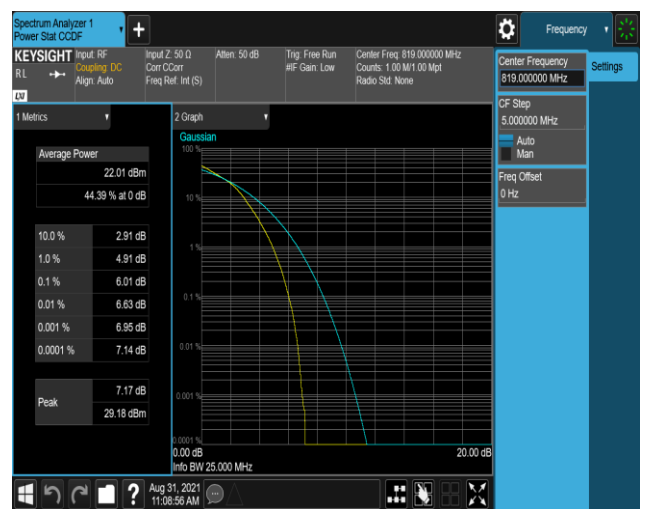 Spectrum Analyzer 1
Power Stat CCDF
+
Frequency
KEYSIGHT
RL
LXI
Input: RF
Coupling: DC
Align: Auto
Input Z: 50 Ω
Corr CCorr
Freq Ref: Int (S)
Atten: 50 dB
Trig: Free Run
#IF Gain: Low
Center Freq: 819.000000 MHz
Counts: 1.00 M/1.00 Mpt
Radio Std: None
Center Frequency
819.000000 MHz
Settings
CF Step
5.000000 MHz
Auto
Man
Freq Offset
0 Hz
1 Metrics
Average Power
22.01 dBm
44.39 % at 0 dB
10.0 % 2.91 dB
1.0 % 4.91 dB
0.1 % 6.01 dB
0.01 % 6.63 dB
0.001 % 6.95 dB
0.0001 % 7.14 dB
Peak
7.17 dB
29.18 dBm
2 Graph
Gaussian
100 %
10 %
1 %
0.1 %
0.01 %
0.001 %
0.0001 %
0.00 dB 20.00 dB
Info BW 25.000 MHz
?
Aug 31, 2021
11:08:56 AM